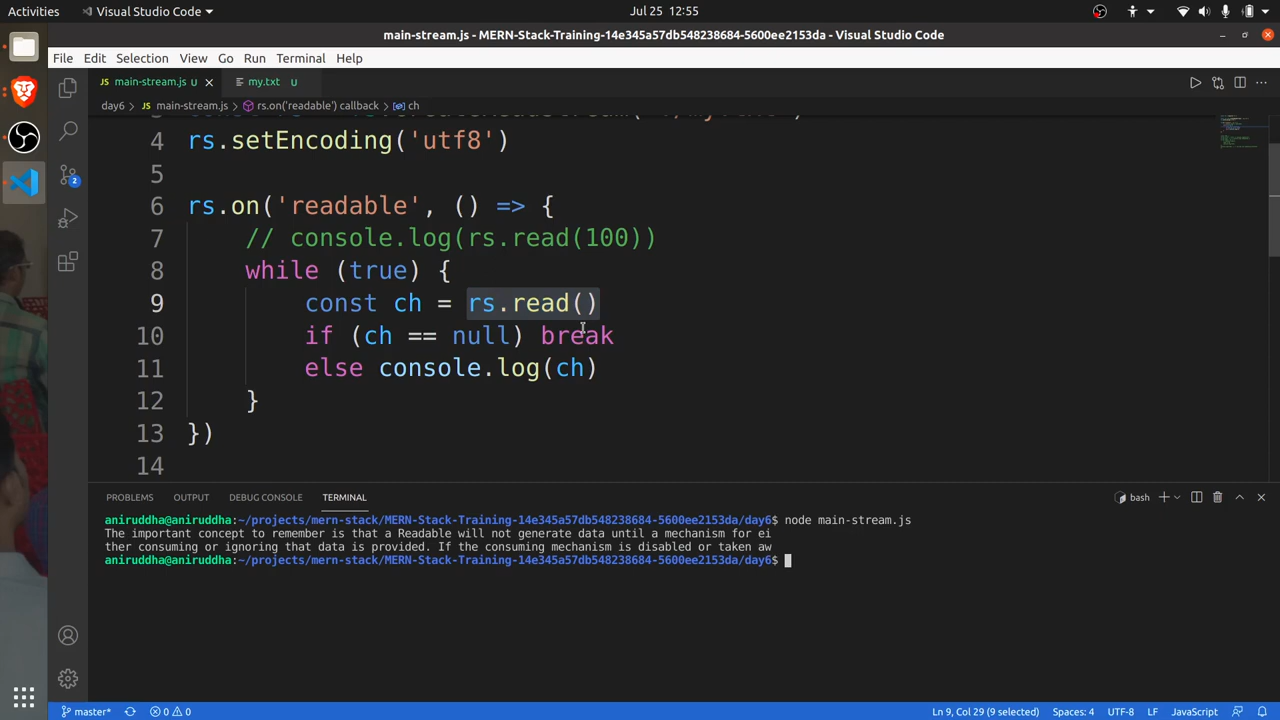 Activities
Visual Studio Code
Jul 25 12:55
main-stream.js - MERN-Stack-Training-14e345a57db548238684-5600ee2153da - Visual Studio Code
File Edit Selection View Go Run Terminal Help
main-stream.js U
my.txt U
day6 > main-stream.js > rs.on('readable') callback > ch
4 rs.setEncoding('utf8')
5
6 rs.on('readable', () => {
7 // console.log(rs.read(100))
8 while (true) {
9 const ch = rs.read()
10 if (ch == null) break
11 else console.log(ch)
12 }
13 })
14
2
PROBLEMS OUTPUT DEBUG CONSOLE TERMINAL
bash
aniruddha@aniruddha:~/projects/mern-stack/MERN-Stack-Training-14e345a57db548238684-5600ee2153da/day6$ node main-stream.js
The important concept to remember is that a Readable will not generate data until a mechanism for ei
ther consuming or ignoring that data is provided. If the consuming mechanism is disabled or taken aw
aniruddha@aniruddha:~/projects/mern-stack/MERN-Stack-Training-14e345a57db548238684-5600ee2153da/day6$
master* 0 0
Ln 9, Col 29 (9 selected) Spaces: 4 UTF-8 LF JavaScript